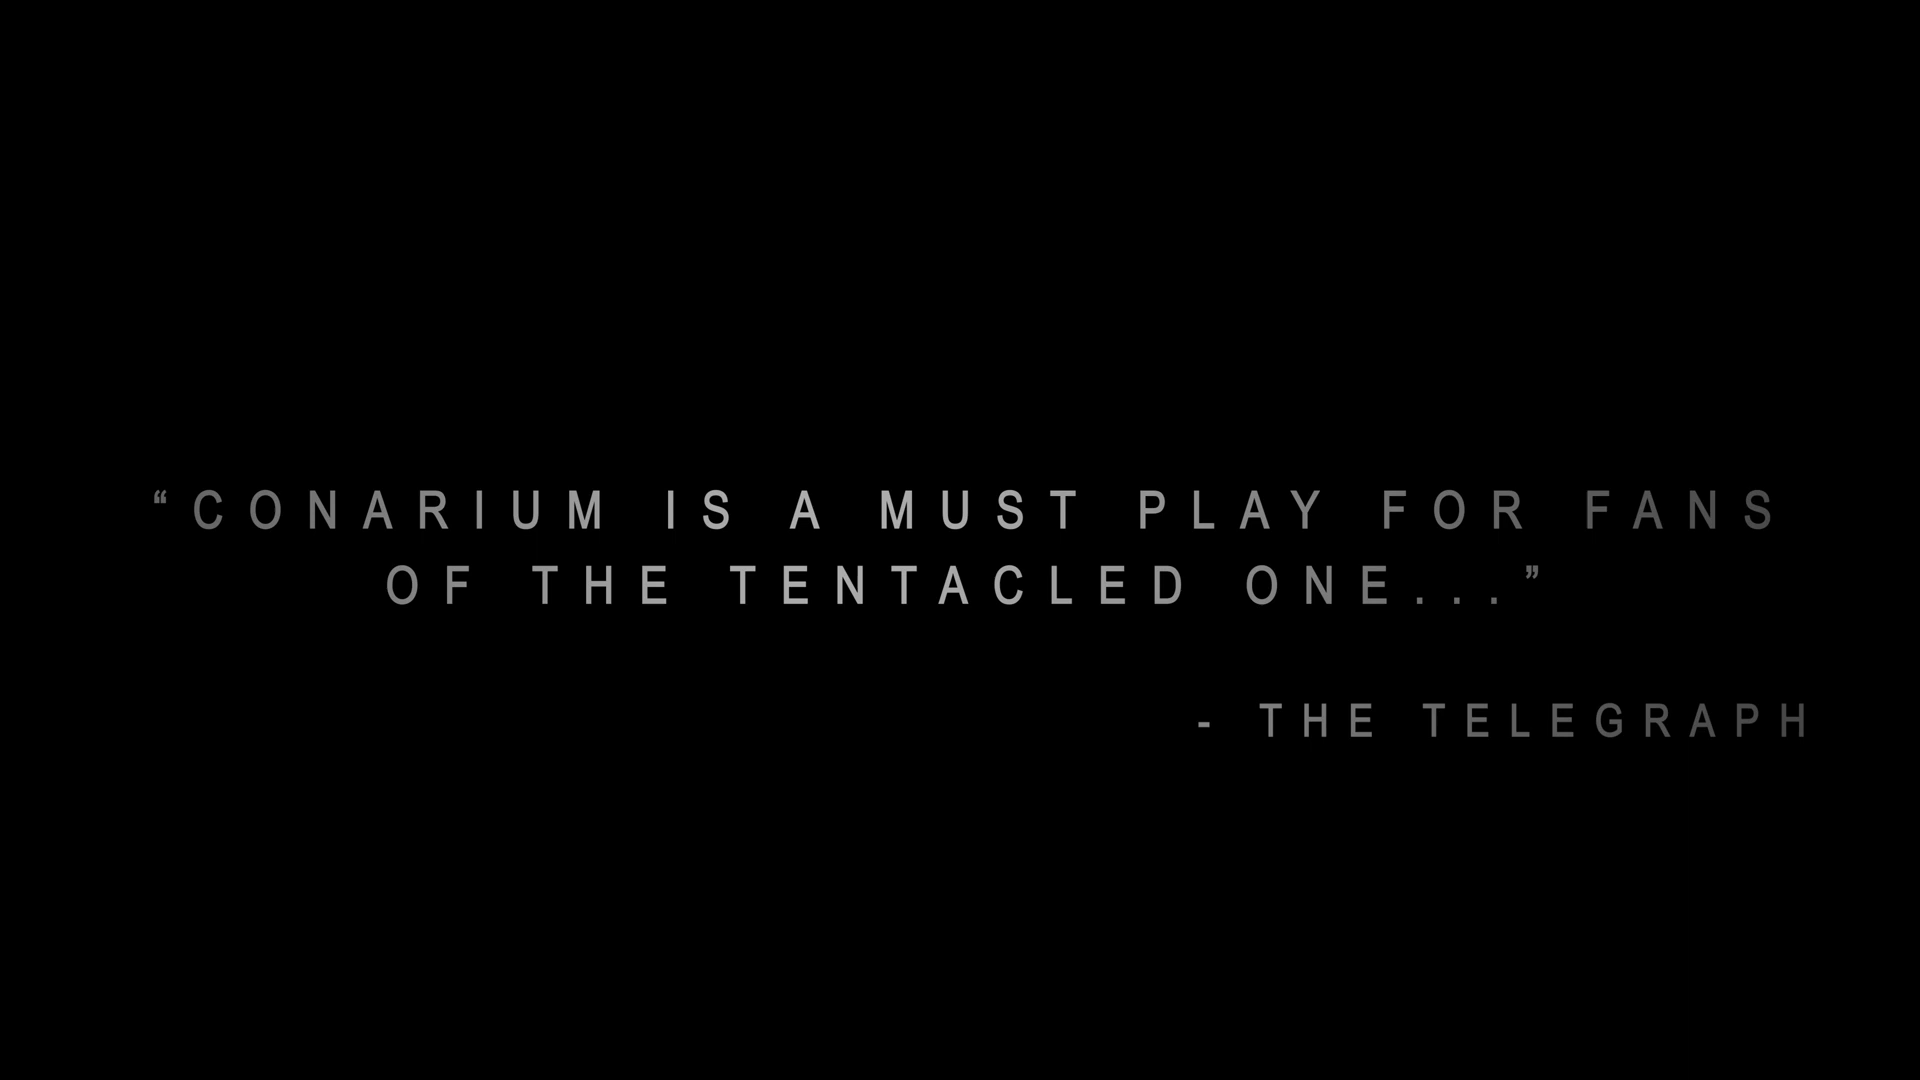 “CONARIUM IS A MUST PLAY FOR FANS
OF THE TENTACLED ONE...”
- THE TELEGRAPH